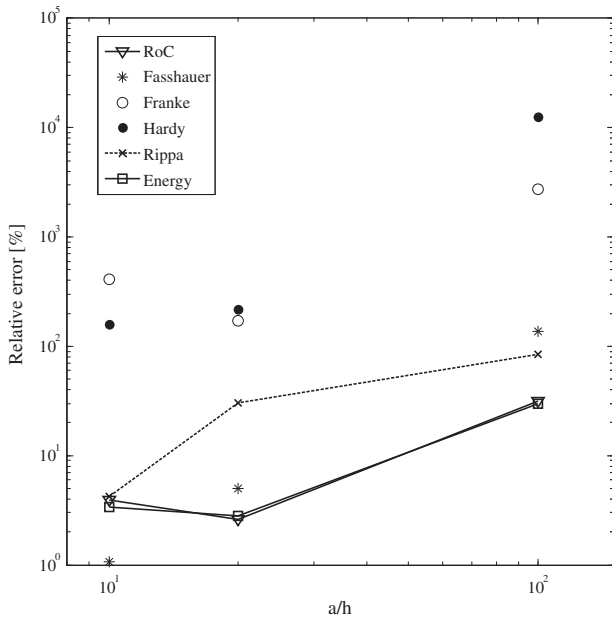 10^5
10^4
10^3
10^2
10^1
10^0
Relative error [%]
RoC
Fasshauer
Franke
Hardy
Rippa
Energy
10^1
10^2
a/h